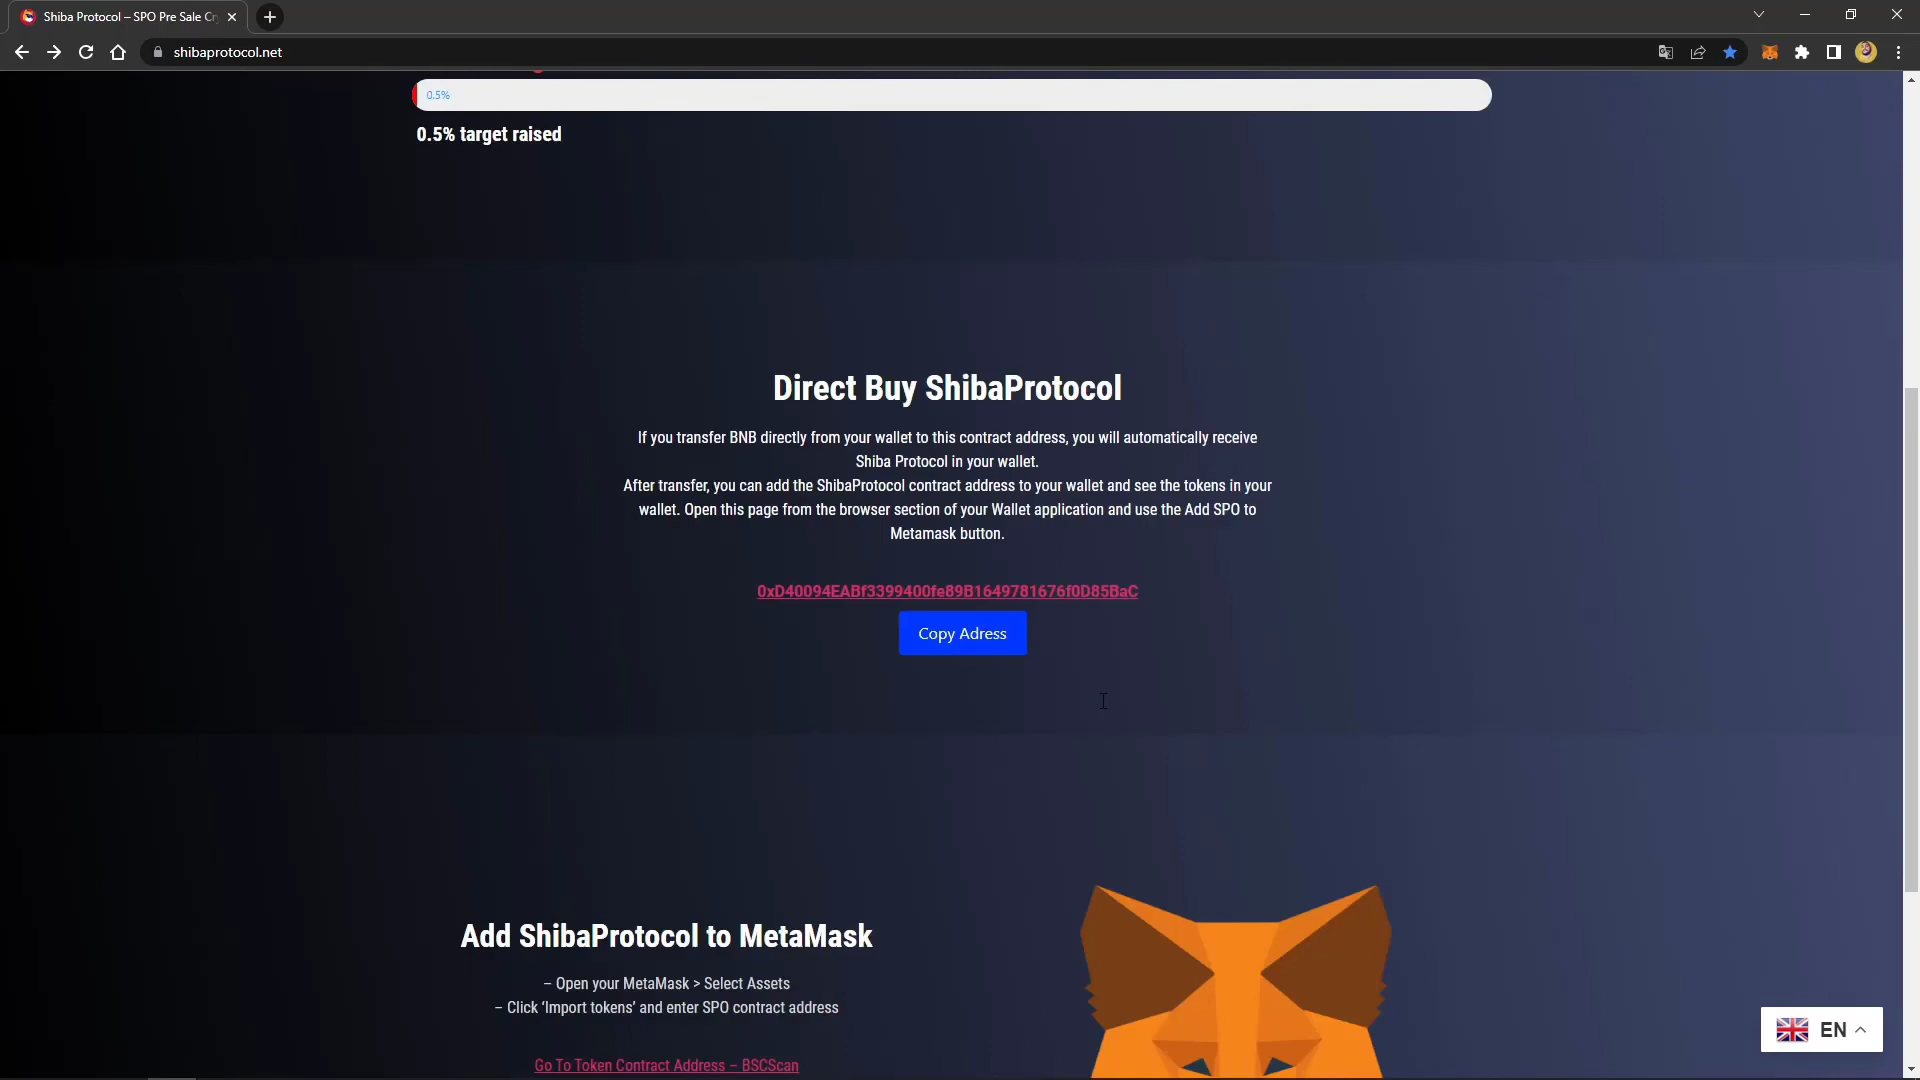 Shiba Protocol – SPO Pre Sale Cr
shibaprotocol.net
0.5%
0.5% target raised
Direct Buy ShibaProtocol
If you transfer BNB directly from your wallet to this contract address, you will automatically receive
Shiba Protocol in your wallet.
After transfer, you can add the ShibaProtocol contract address to your wallet and see the tokens in your
wallet. Open this page from the browser section of your Wallet application and use the Add SPO to
Metamask button.
0xD40094EABf3399400fe89B1649781676f0D85BaC
Copy Adress
Add ShibaProtocol to MetaMask
– Open your MetaMask > Select Assets
– Click ‘Import tokens’ and enter SPO contract address
Go To Token Contract Address – BSCScan
EN